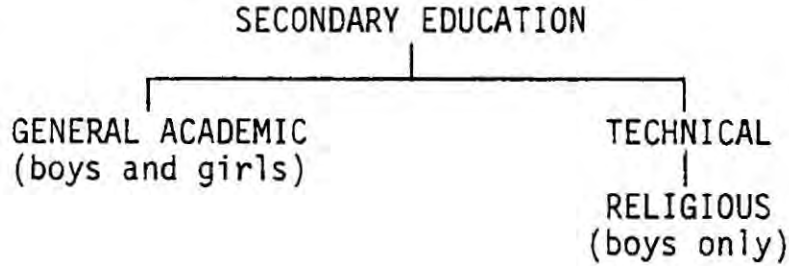 SECONDARY EDUCATION
GENERAL ACADEMIC
(boys and girls)
TECHNICAL
RELIGIOUS
(boys only)